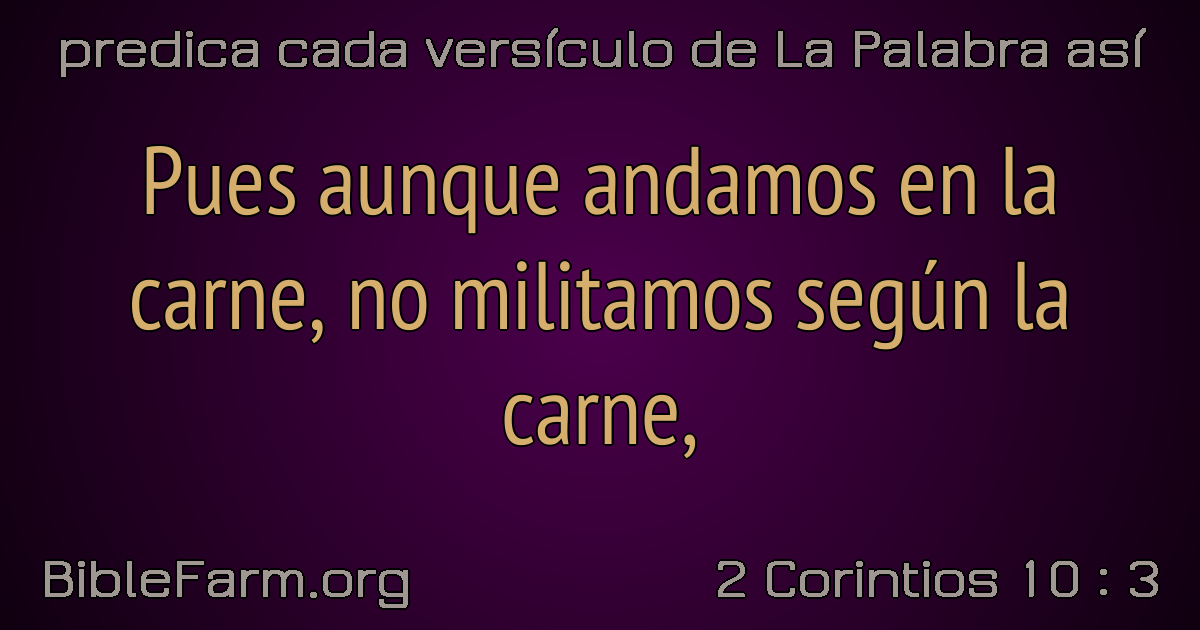 predica cada versículo de La Palabra así
Pues aunque andamos en la
carne, no militamos según la
carne,
BibleFarm.org
2 Corintios 10 : 3